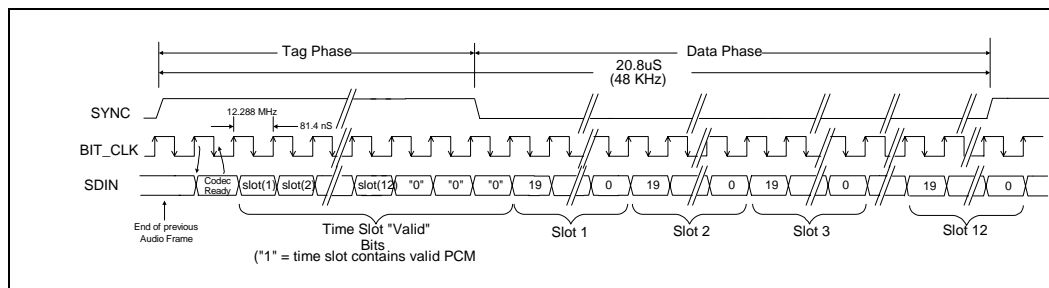 Tag Phase
Data Phase
20.8uS
(48 KHz)
SYNC
12.288 MHz
81.4 nS
BIT_CLK
SDIN
Codec
Ready
slot(1)
slot(2)
slot(12)
"0"
"0"
"0"
19
0
19
0
19
0
19
0
End of previous
Audio Frame
Time Slot "Valid"
Bits
("1" = time slot contains valid PCM
Slot 1
Slot 2
Slot 3
Slot 12